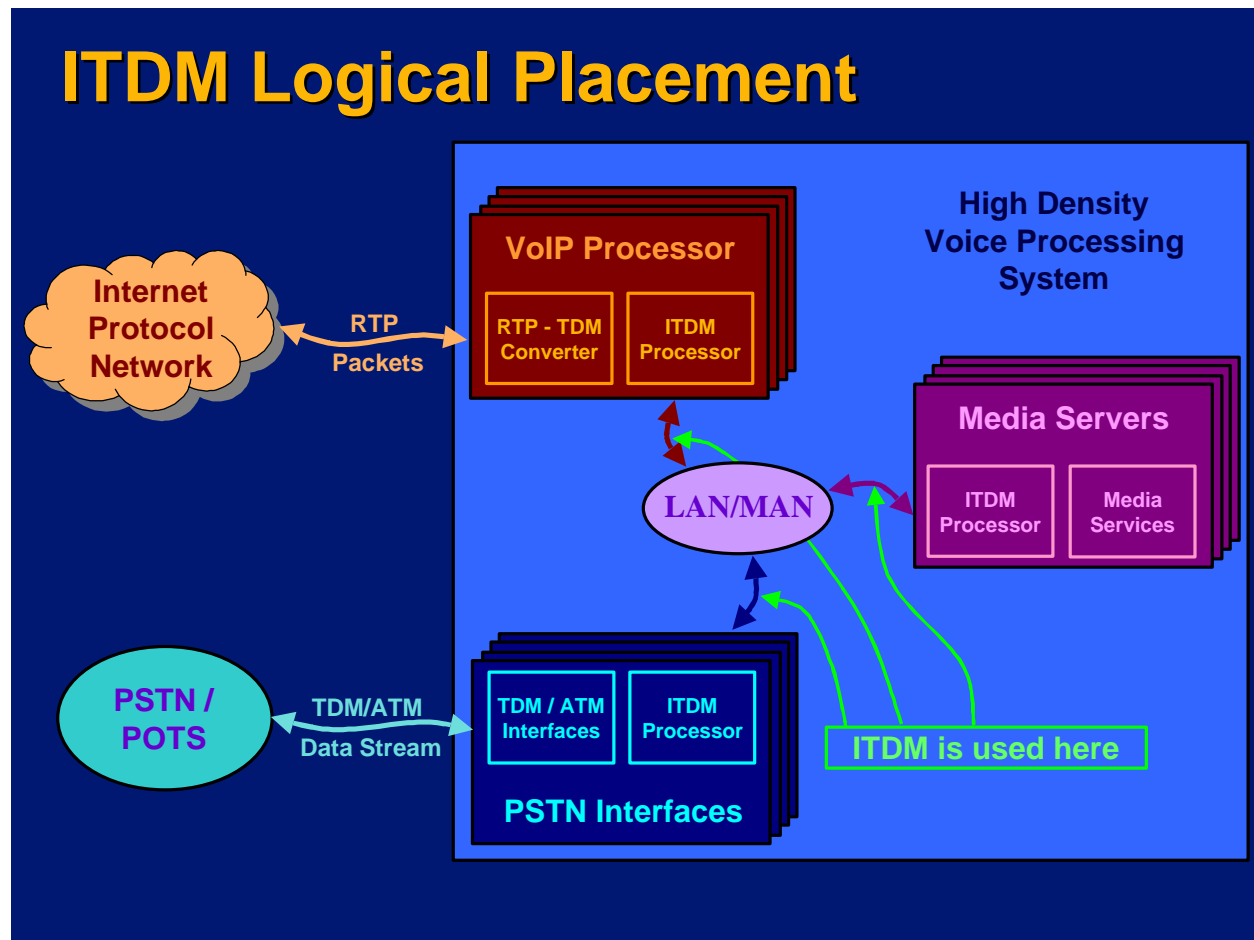 ITDM Logical Placement
High Density
Voice Processing
System
VoIP Processor
RTP - TDM
Converter
ITDM
Processor
Internet
Protocol
Network
RTP
Packets
Media Servers
ITDM
Processor
Media
Services
LAN/MAN
PSTN /
POTS
TDM/ATM
Data Stream
TDM / ATM
Interfaces
ITDM
Processor
PSTN Interfaces
ITDM is used here